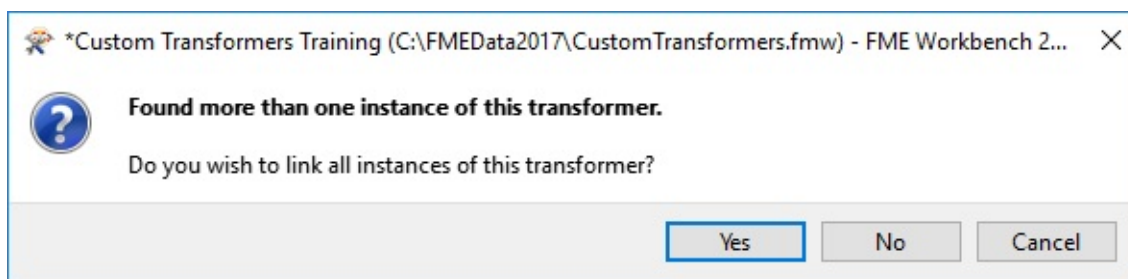 *Custom Transformers Training (C:\FMEData2017\CustomTransformers.fmw) - FME Workbench 2...
Found more than one instance of this transformer.
Do you wish to link all instances of this transformer?
Yes No Cancel